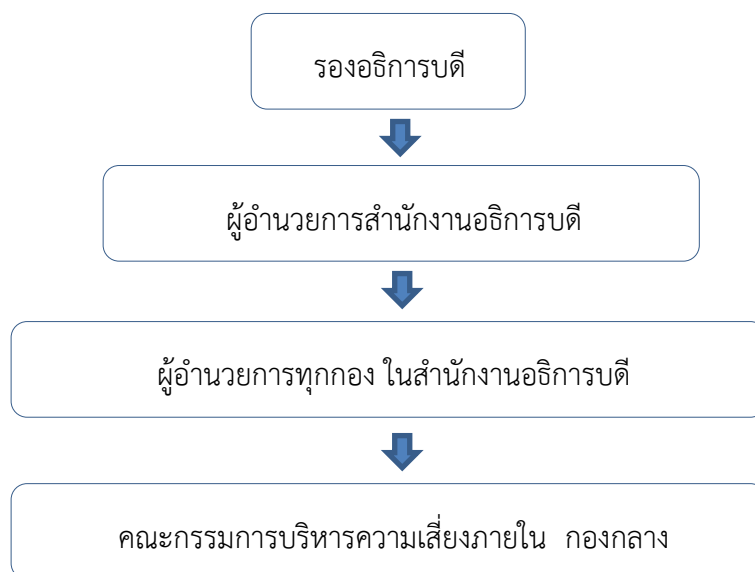 รองอธิการบดี
ผู้อำนวยการสำนักงานอธิการบดี
ผู้อำนวยการทุกกอง ในสำนักงานอธิการบดี
คณะกรรมการบริหารความเสี่ยงภายใน กองกลาง